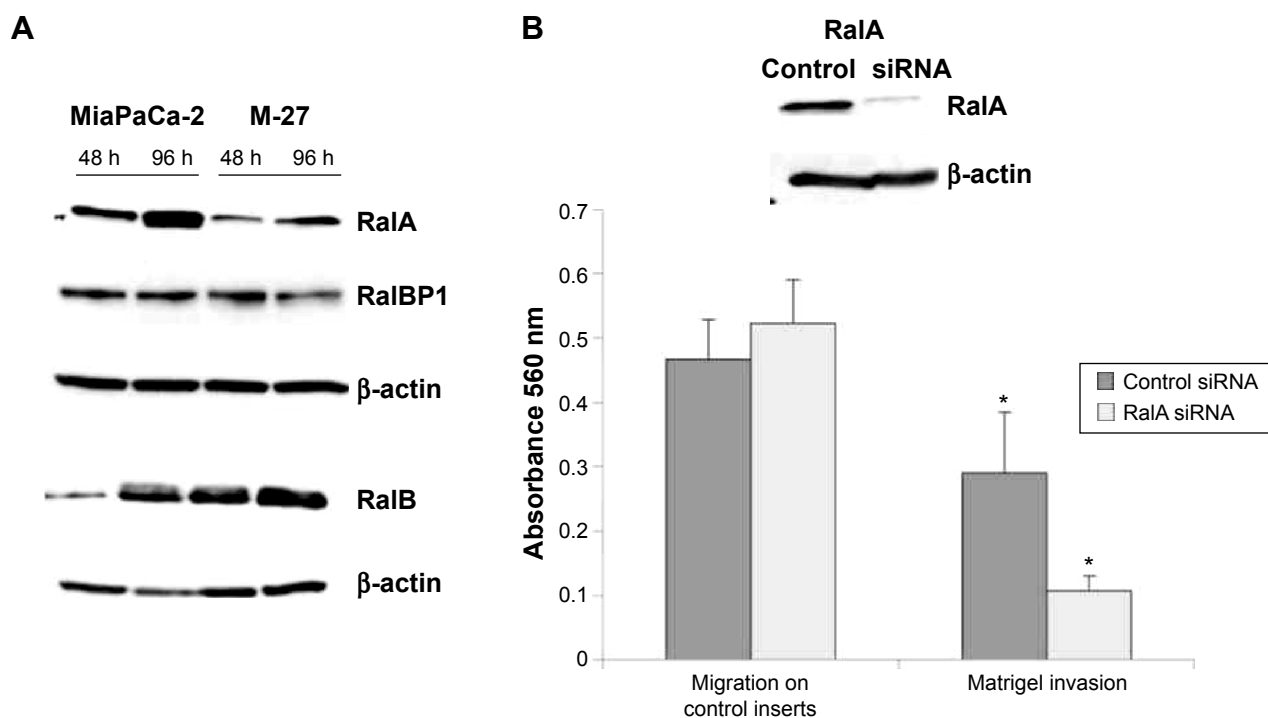 A
MiaPaCa-2 M-27
48 h 96 h 48 h 96 h
RalA
RalBP1
β-actin
RalB
β-actin
B
RalA
Control siRNA
RalA
β-actin
Absorbance 560 nm
0.7
0.6
0.5
0.4
0.3
0.2
0.1
0
*
*
Control siRNA
RalA siRNA
Migration on
control inserts
Matrigel invasion